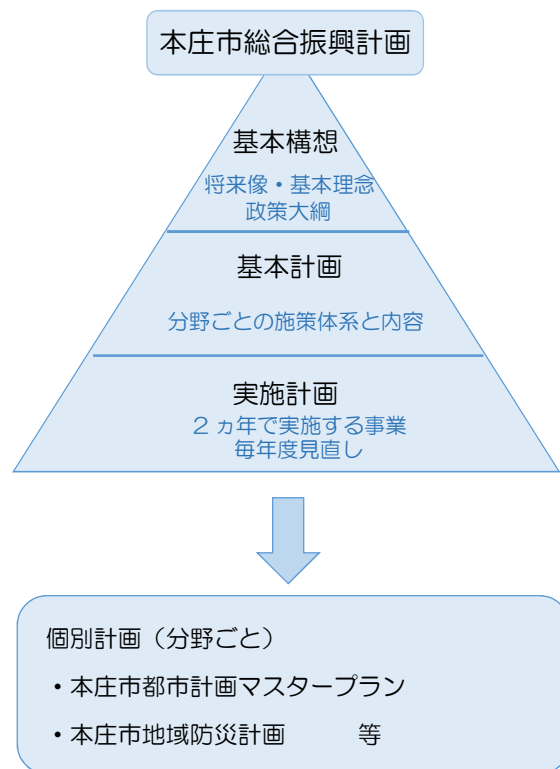 本庄市総合振興計画
基本構想
将来像・基本理念
政策大綱
基本計画
分野ごとの施策体系と内容
実施計画
２ヵ年で実施する事業
毎年度見直し
個別計画（分野ごと）
・本庄市都市計画マスタープラン
・本庄市地域防災計画　　　等